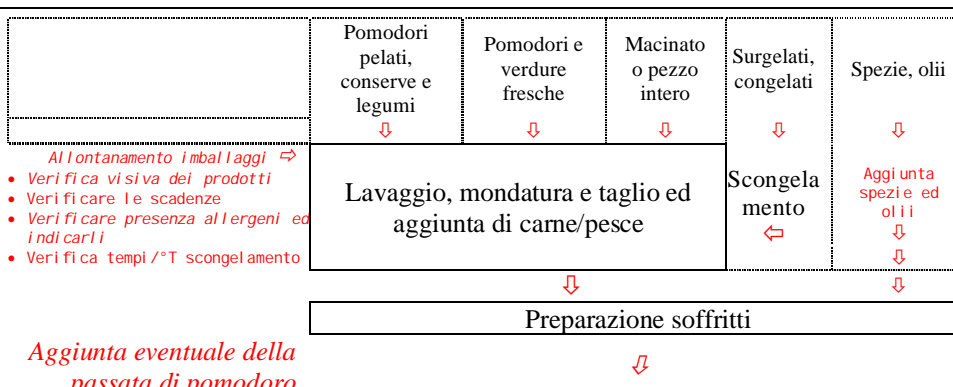 Pomodori
pelati,
conserve e
legumi
Pomodori e
verdure
fresche
Macinato
o pezzo
intero
Surgelati,
congelati
Spezie, olii
⇩ ⇩ ⇩ ⇩ ⇩
Allontanamento imballaggi ⇨
• Verifica visiva dei prodotti
• Verificare le scadenze
• Verificare presenza allergeni ed
indicarli
• Verifica tempi/°T scongelamento
Lavaggio, mondatura e taglio ed
aggiunta di carne/pesce
Scongela
mento
⇦
Aggiunta
spezie ed
olii
⇩
⇩
⇩ ⇩
Preparazione soffritti
Aggiunta eventuale della
passata di pomodoro
⇩